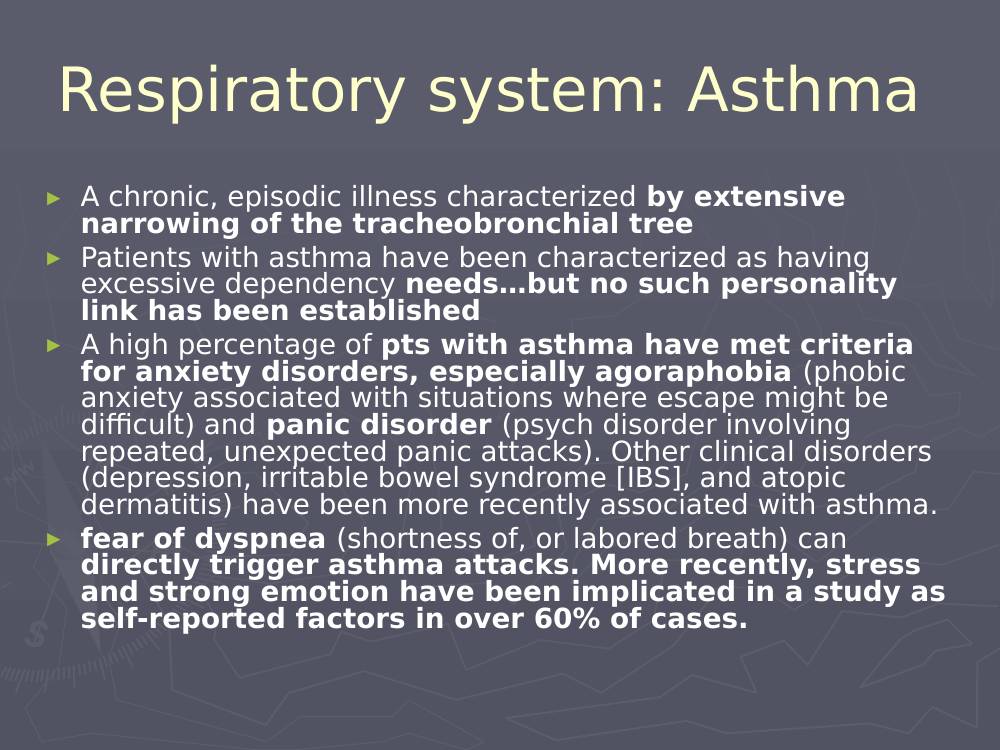 Respiratory system: Asthma
► A chronic, episodic illness characterized by extensive
narrowing of the tracheobronchial tree
► Patients with asthma have been characterized as having
excessive dependency needs…but no such personality
link has been established
► A high percentage of pts with asthma have met criteria
for anxiety disorders, especially agoraphobia (phobic
anxiety associated with situations where escape might be
difficult) and panic disorder (psych disorder involving
repeated, unexpected panic attacks). Other clinical disorders
(depression, irritable bowel syndrome [IBS], and atopic
dermatitis) have been more recently associated with asthma.
► fear of dyspnea (shortness of, or labored breath) can
directly trigger asthma attacks. More recently, stress
and strong emotion have been implicated in a study as
self-reported factors in over 60% of cases.
NW
S